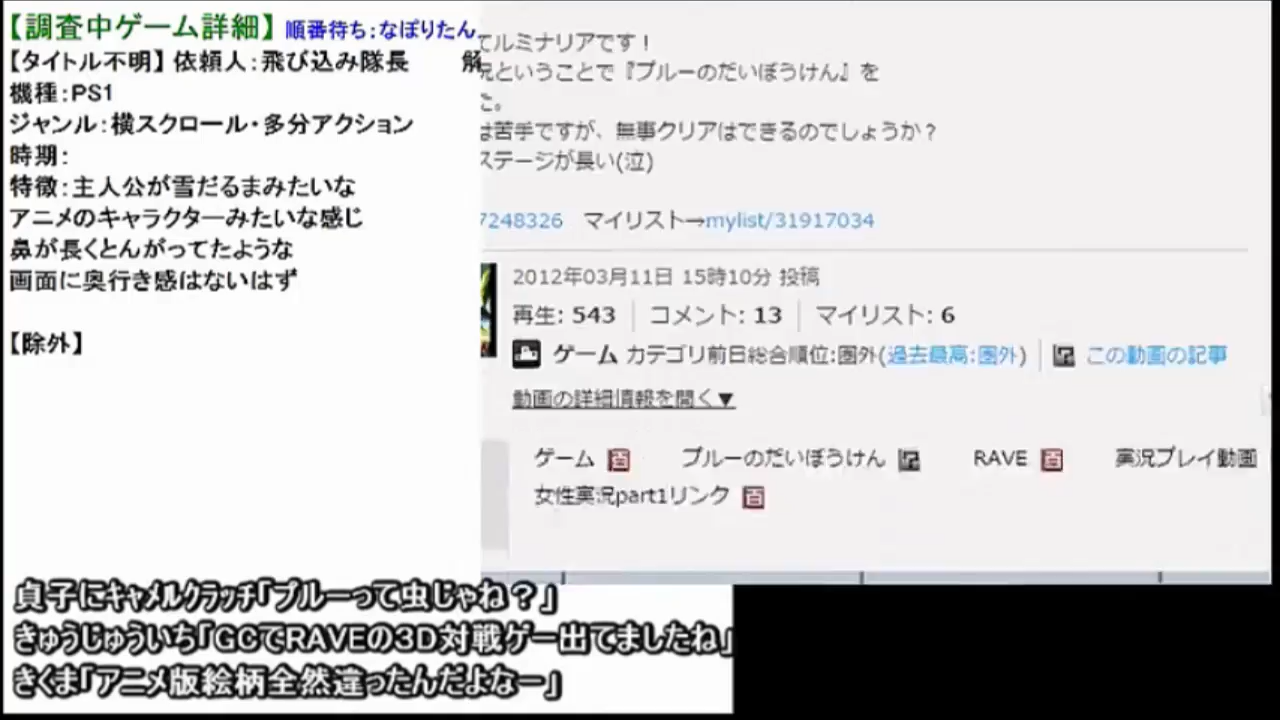 【調査中ゲーム詳細】 順番待ち：なぽりたん
【タイトル不明】 依頼人：飛び込み隊長 解
機種：PS1
ジャンル：横スクロール・多分アクション
時期：
特徴：主人公が雪だるまみたいな
アニメのキャラクターみたいな感じ
鼻が長くとんがってたような
画面に奥行き感はないはず
【除外】
てルミナリアです！
況ということで『プルーのだいぼうけん』を
た。
は苦手ですが、無事クリアはできるのでしょうか？
ステージが長い(泣)
7248326 マイリスト→mylist/31917034
2012年03月11日 15時10分 投稿
再生: 543 コメント: 13 マイリスト: 6
ゲーム カテゴリ前日総合順位:圏外(過去最高:圏外) この動画の記事
動画の詳細情報を開く▼
ゲーム 百 プルーのだいぼうけん RAVE 百 実況プレイ動画
女性実況part1リンク 百
貞子にキャメルクラッチ「プルーって虫じゃね？」
きゅうじゅういち「GCでRAVEの3D対戦ゲー出てましたね」
きくま「アニメ版絵柄全然違ったんだよなー」